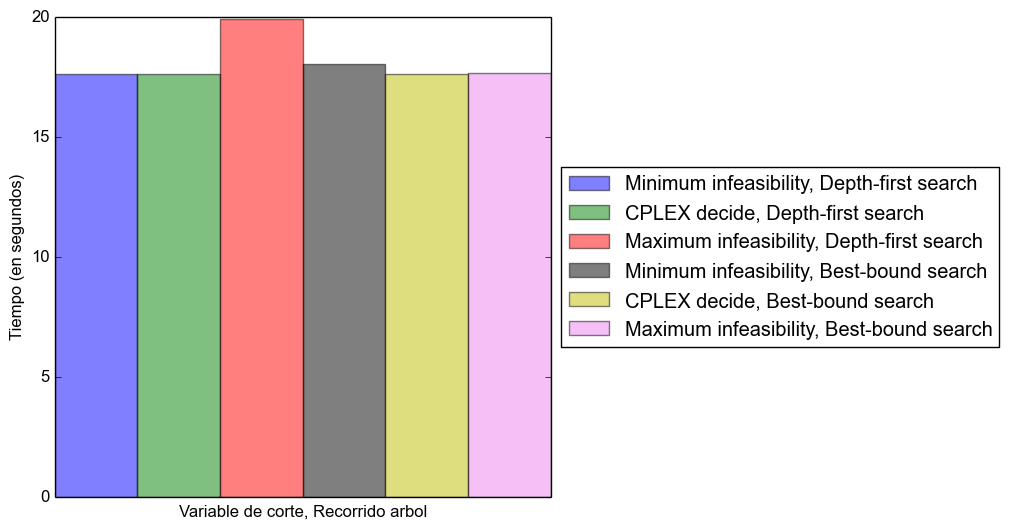 20
15
10
5
0
Tiempo (en segundos)
Variable de corte, Recorrido arbol
Minimum infeasibility, Depth-first search
CPLEX decide, Depth-first search
Maximum infeasibility, Depth-first search
Minimum infeasibility, Best-bound search
CPLEX decide, Best-bound search
Maximum infeasibility, Best-bound search